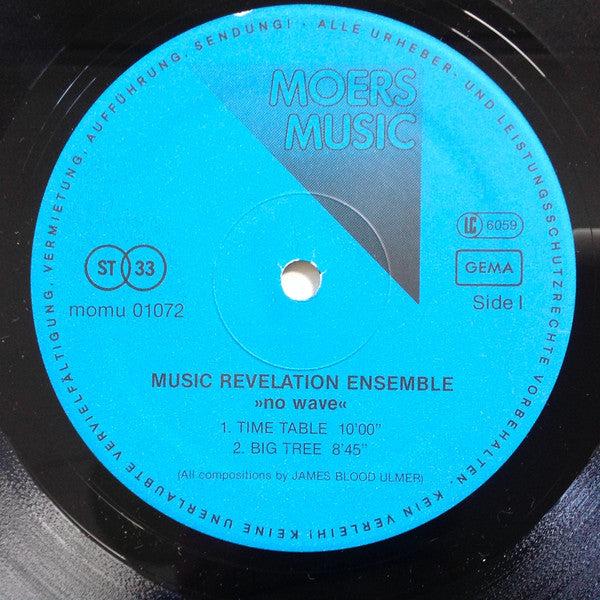 ALLE URHEBER- UND LEISTUNGSSCHUTZRECHTE VORBEHALTEN. KEIN VERLEIH! KEINE UNERLAUBTE VERVIELFÄLTIGUNG, VERMIETUNG, AUFFÜHRUNG, SENDUNG! -
MOERS
MUSIC
ST 33
LC 6059
GEMA
momu 01072
Side I
MUSIC REVELATION ENSEMBLE
»no wave«
1. TIME TABLE 10'00"
2. BIG TREE 8'45"
(All compositions by JAMES BLOOD ULMER)